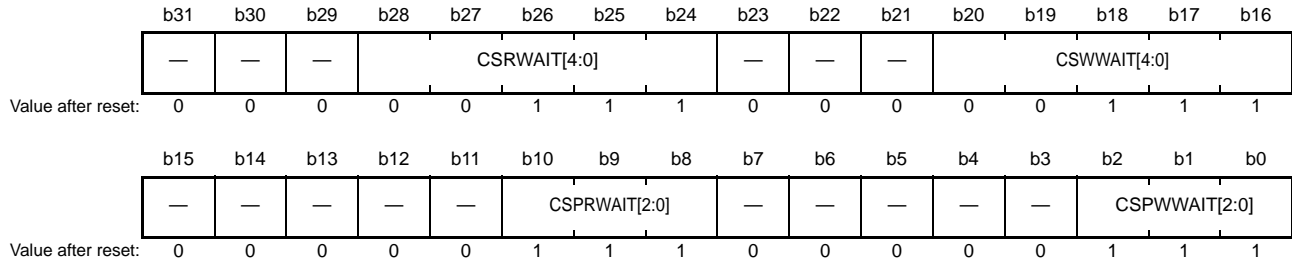 b31 b30 b29 b28 b27 b26 b25 b24 b23 b22 b21 b20 b19 b18 b17 b16
— — — CSRWAIT[4:0] — — — CSWWAIT[4:0]
Value after reset: 0 0 0 0 0 1 1 1 0 0 0 0 0 1 1 1
b15 b14 b13 b12 b11 b10 b9 b8 b7 b6 b5 b4 b3 b2 b1 b0
— — — — — CSPRWAIT[2:0] — — — — — CSPWWAIT[2:0]
Value after reset: 0 0 0 0 0 1 1 1 0 0 0 0 0 1 1 1